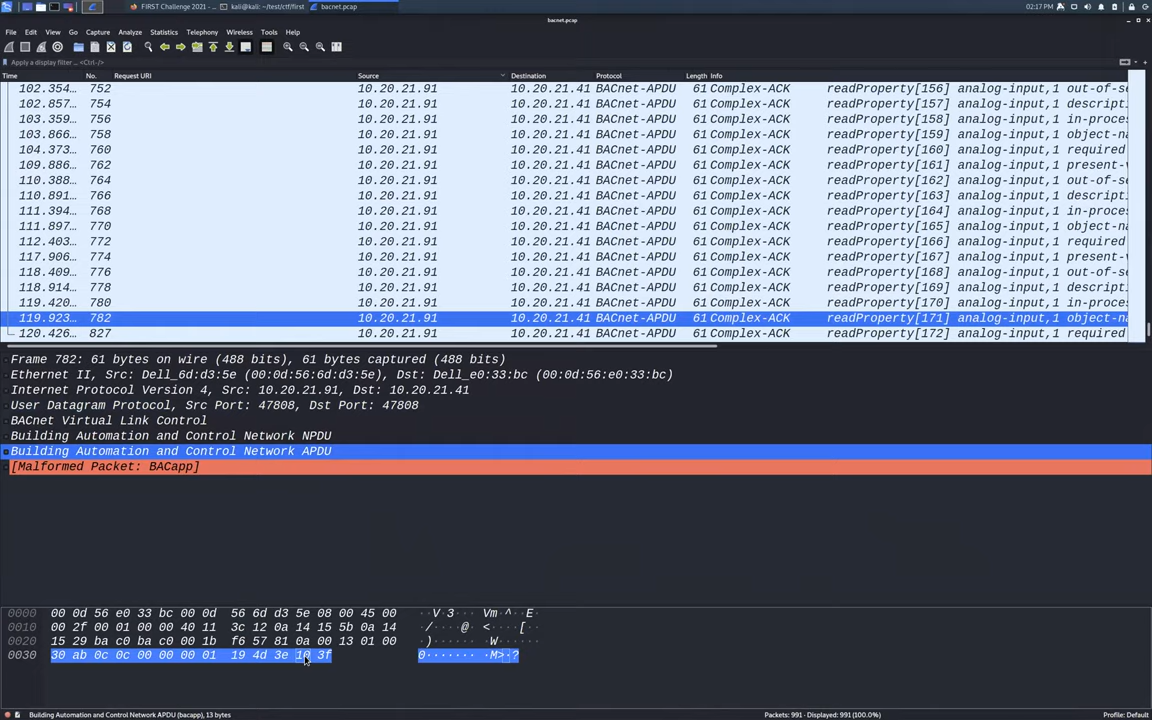 FIRST Challenge 2021 - ...
kali@kali: ~/test/ctf/first
bacnet.pcap
02:17 PM
bacnet.pcap
File Edit View Go Capture Analyze Statistics Telephony Wireless Tools Help
Apply a display filter ... <Ctrl-/>
Time No. Request URI Source Destination Protocol Length Info
102.354… 752 10.20.21.91 10.20.21.41 BACnet-APDU 61 Complex-ACK readProperty[156] analog-input,1 out-of-se
102.857… 754 10.20.21.91 10.20.21.41 BACnet-APDU 61 Complex-ACK readProperty[157] analog-input,1 descripti
103.359… 756 10.20.21.91 10.20.21.41 BACnet-APDU 61 Complex-ACK readProperty[158] analog-input,1 in-proces
103.866… 758 10.20.21.91 10.20.21.41 BACnet-APDU 61 Complex-ACK readProperty[159] analog-input,1 object-na
104.373… 760 10.20.21.91 10.20.21.41 BACnet-APDU 61 Complex-ACK readProperty[160] analog-input,1 required
109.886… 762 10.20.21.91 10.20.21.41 BACnet-APDU 61 Complex-ACK readProperty[161] analog-input,1 present-v
110.388… 764 10.20.21.91 10.20.21.41 BACnet-APDU 61 Complex-ACK readProperty[162] analog-input,1 out-of-se
110.891… 766 10.20.21.91 10.20.21.41 BACnet-APDU 61 Complex-ACK readProperty[163] analog-input,1 descripti
111.394… 768 10.20.21.91 10.20.21.41 BACnet-APDU 61 Complex-ACK readProperty[164] analog-input,1 in-proces
111.897… 770 10.20.21.91 10.20.21.41 BACnet-APDU 61 Complex-ACK readProperty[165] analog-input,1 object-na
112.403… 772 10.20.21.91 10.20.21.41 BACnet-APDU 61 Complex-ACK readProperty[166] analog-input,1 required
117.906… 774 10.20.21.91 10.20.21.41 BACnet-APDU 61 Complex-ACK readProperty[167] analog-input,1 present-v
118.409… 776 10.20.21.91 10.20.21.41 BACnet-APDU 61 Complex-ACK readProperty[168] analog-input,1 out-of-se
118.914… 778 10.20.21.91 10.20.21.41 BACnet-APDU 61 Complex-ACK readProperty[169] analog-input,1 descripti
119.420… 780 10.20.21.91 10.20.21.41 BACnet-APDU 61 Complex-ACK readProperty[170] analog-input,1 in-proces
119.923… 782 10.20.21.91 10.20.21.41 BACnet-APDU 61 Complex-ACK readProperty[171] analog-input,1 object-na
120.426… 827 10.20.21.91 10.20.21.41 BACnet-APDU 61 Complex-ACK readProperty[172] analog-input,1 required
Frame 782: 61 bytes on wire (488 bits), 61 bytes captured (488 bits)
Ethernet II, Src: Dell_6d:d3:5e (00:0d:56:6d:d3:5e), Dst: Dell_e0:33:bc (00:0d:56:e0:33:bc)
Internet Protocol Version 4, Src: 10.20.21.91, Dst: 10.20.21.41
User Datagram Protocol, Src Port: 47808, Dst Port: 47808
BACnet Virtual Link Control
Building Automation and Control Network NPDU
Building Automation and Control Network APDU
[Malformed Packet: BACapp]
0000 00 0d 56 e0 33 bc 00 0d 56 6d d3 5e 08 00 45 00 ··V·3··· Vm·^··E·
0010 00 2f 00 01 00 00 40 11 3c 12 0a 14 15 5b 0a 14 ·/····@· <····[··
0020 15 29 ba c0 ba c0 00 1b f6 57 81 0a 00 13 01 00 ·)······ ·W······
0030 30 ab 0c 0c 00 00 00 01 19 4d 3e 10 3f 0······· ·M>·?
Building Automation and Control Network APDU (bacapp), 13 bytes
Packets: 991 · Displayed: 991 (100.0%)
Profile: Default